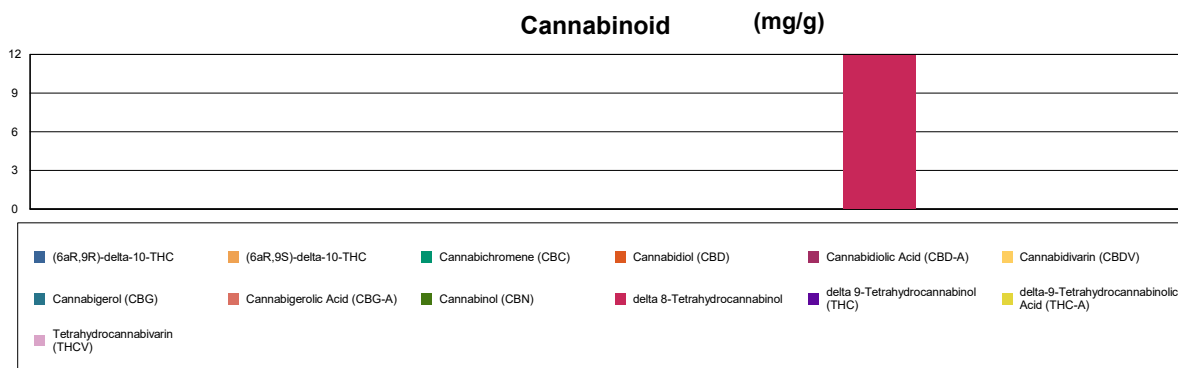 Cannabinoid (mg/g)
12
9
6
3
0
(6aR,9R)-delta-10-THC
(6aR,9S)-delta-10-THC
Cannabichromene (CBC)
Cannabidiol (CBD)
Cannabidiolic Acid (CBD-A)
Cannabidivarin (CBDV)
Cannabigerol (CBG)
Cannabigerolic Acid (CBG-A)
Cannabinol (CBN)
delta 8-Tetrahydrocannabinol
delta 9-Tetrahydrocannabinol
(THC)
delta-9-Tetrahydrocannabinolic
Acid (THC-A)
Tetrahydrocannabivarin
(THCV)